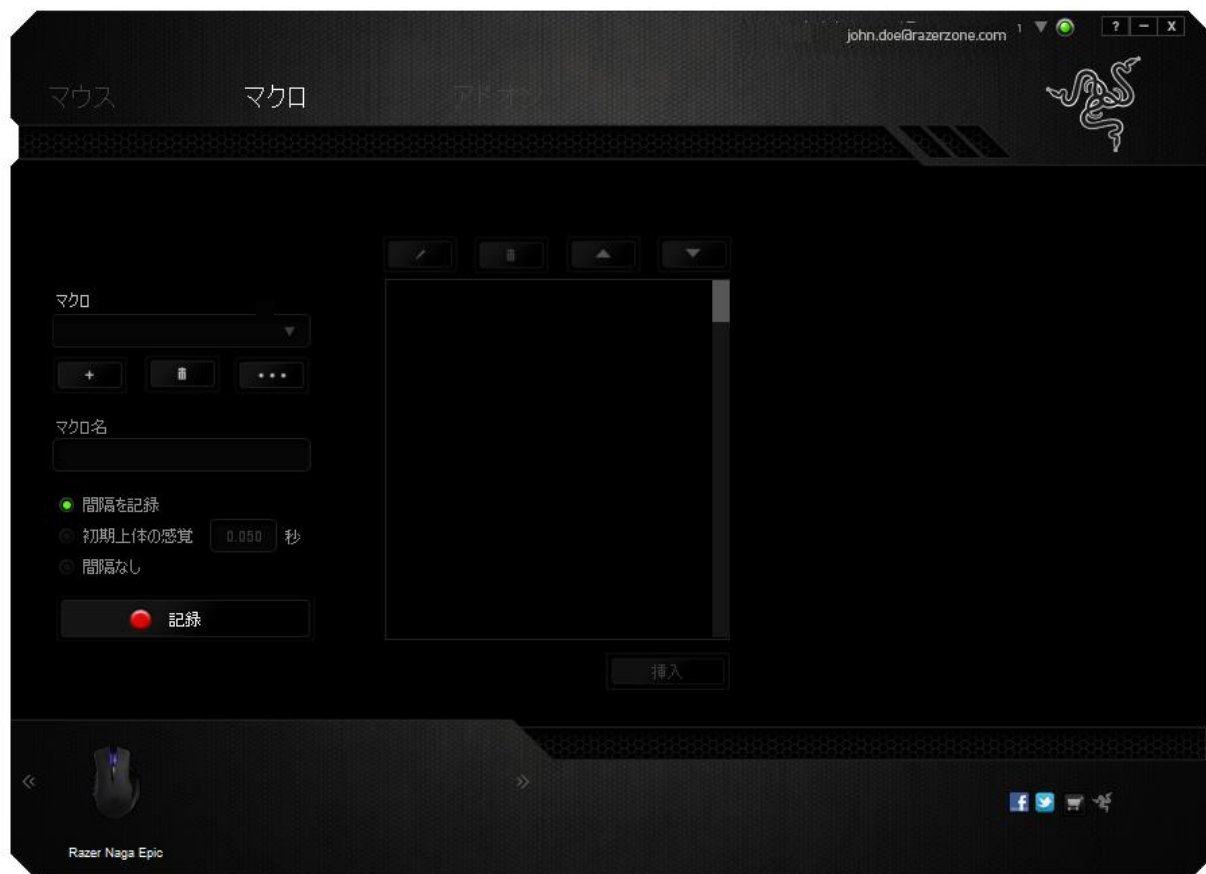 john.doe@razerzone.com
? − X
マウス マクロ アドオン
マクロ
マクロ名
間隔を記録
初期上体の感覚 0.050 秒
間隔なし
記録
挿入
Razer Naga Epic